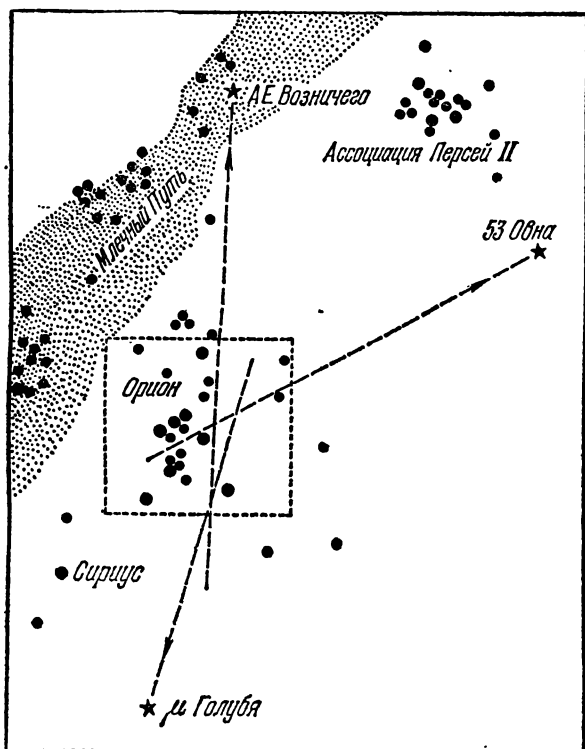 АЕ Возничего
Ассоциация Персей II
Млечный Путь
53 Овна
Орион
Сириус
μ Голубя